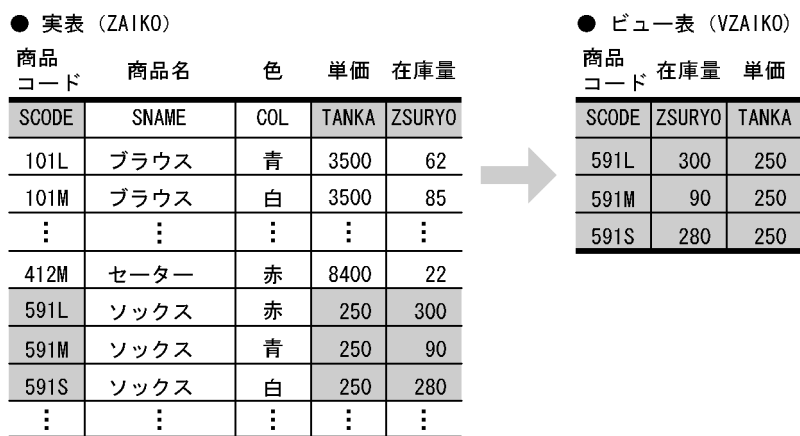 ● 実表 (ZAIKO)
商品コード 商品名 色 単価 在庫量
SCODE SNAME COL TANKA ZSURYO
101L ブラウス 青 3500 62
101M ブラウス 白 3500 85
⋮ ⋮ ⋮ ⋮ ⋮
412M セーター 赤 8400 22
591L ソックス 赤 250 300
591M ソックス 青 250 90
591S ソックス 白 250 280
⋮ ⋮ ⋮ ⋮ ⋮
● ビュー表 (VZAIKO)
商品コード 在庫量 単価
SCODE ZSURYO TANKA
591L 300 250
591M 90 250
591S 280 250